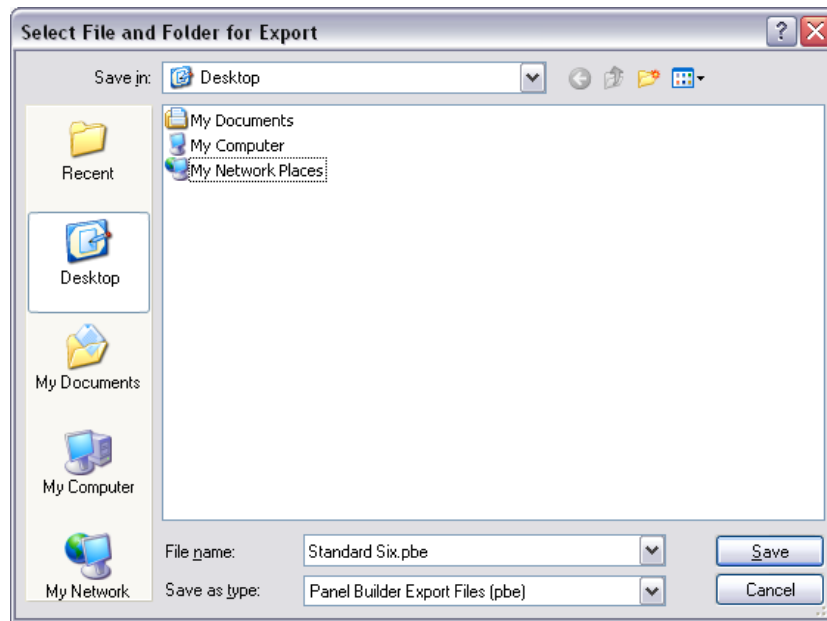 Select File and Folder for Export
Save in: Desktop
My Documents
My Computer
My Network Places
Recent
Desktop
My Documents
My Computer
My Network
File name: Standard Six.pbe Save
Save as type: Panel Builder Export Files (pbe) Cancel